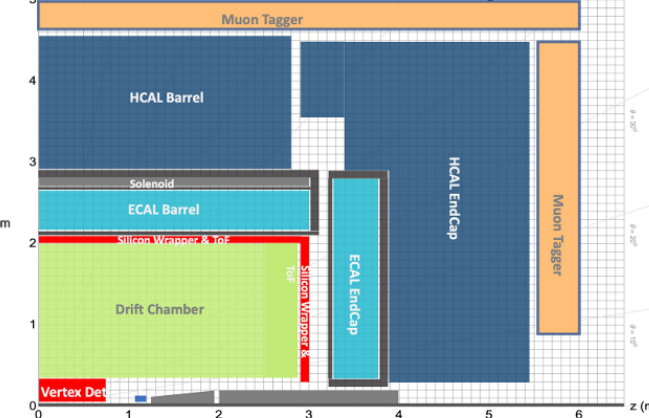 Muon Tagger
4
HCAL Barrel
3
Solenoid
ECAL Barrel
m
2
Silicon Wrapper & ToF
Drift Chamber
ToF
Silicon Wrapper &
ECAL EndCap
HCAL EndCap
Muon Tagger
θ = 30°
θ = 20°
θ = 10°
1
Vertex Det
0
0 1 2 3 4 5 6 z (m